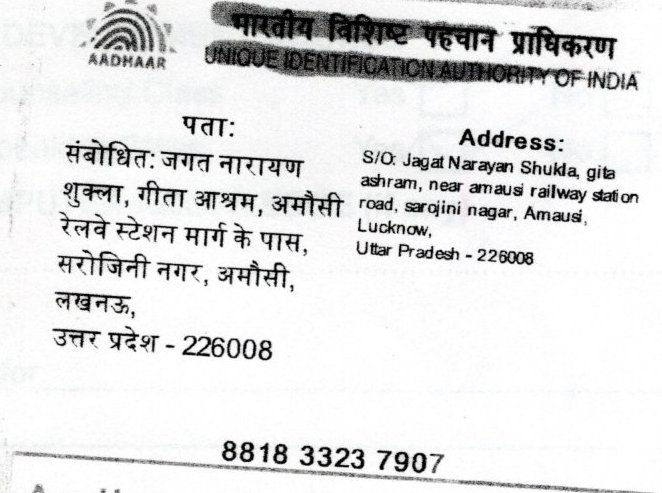 AADHAAR
भारतीय विशिष्ट पहचान प्राधिकरण
UNIQUE IDENTIFICATION AUTHORITY OF INDIA
पता:
संबोधित: जगत नारायण
शुक्ला, गीता आश्रम, अमौसी
रेलवे स्टेशन मार्ग के पास,
सरोजिनी नगर, अमौसी,
लखनऊ,
उत्तर प्रदेश - 226008
Address:
S/O: Jagat Narayan Shukla, gita
ashram, near amausi railway station
road, sarojini nagar, Amausi,
Lucknow,
Uttar Pradesh - 226008
8818 3323 7907